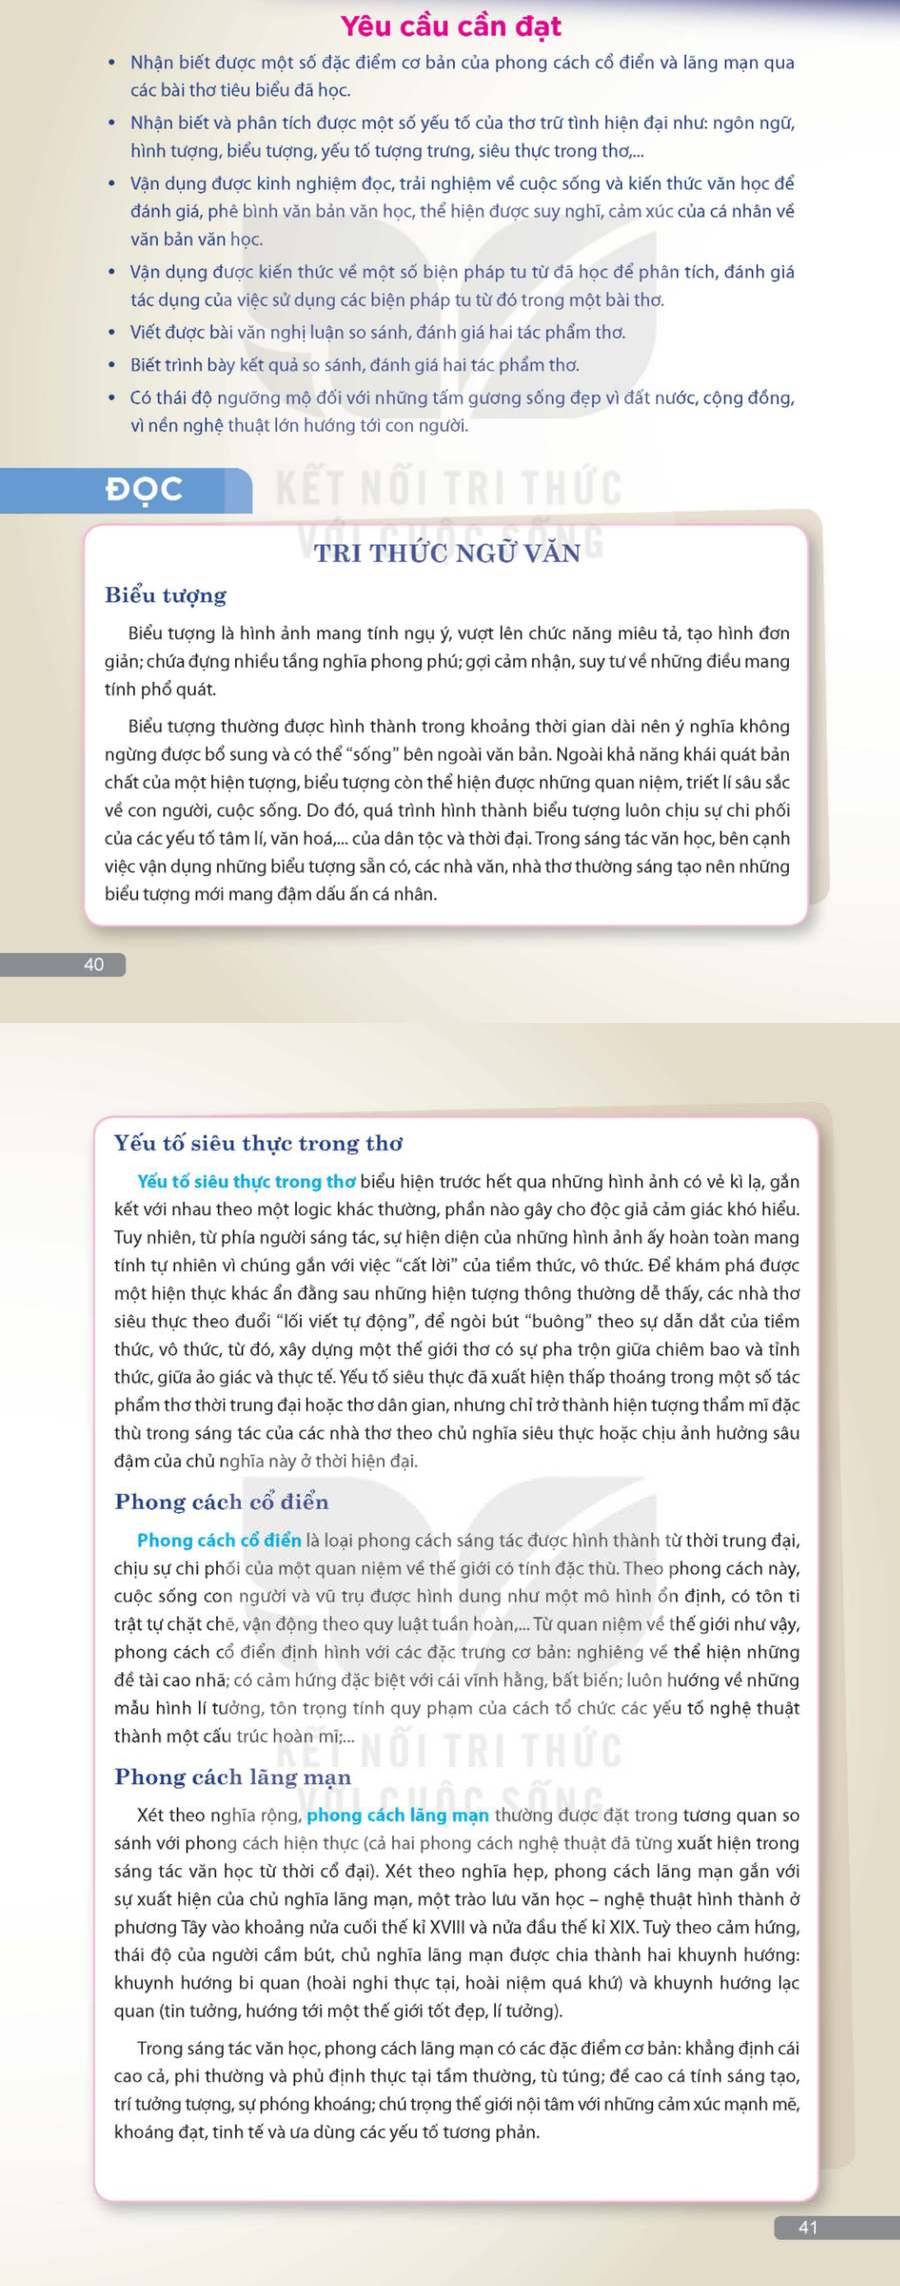 Yêu cầu cần đạt
• Nhận biết được một số đặc điểm cơ bản của phong cách cổ điển và lãng mạn qua
các bài thơ tiêu biểu đã học.
• Nhận biết và phân tích được một số yếu tố của thơ trữ tình hiện đại như: ngôn ngữ,
hình tượng, biểu tượng, yếu tố tượng trưng, siêu thực trong thơ,...
• Vận dụng được kinh nghiệm đọc, trải nghiệm về cuộc sống và kiến thức văn học để
đánh giá, phê bình văn bản văn học, thể hiện được suy nghĩ, cảm xúc của cá nhân về
văn bản văn học.
• Vận dụng được kiến thức về một số biện pháp tu từ đã học để phân tích, đánh giá
tác dụng của việc sử dụng các biện pháp tu từ đó trong một bài thơ.
• Viết được bài văn nghị luận so sánh, đánh giá hai tác phẩm thơ.
• Biết trình bày kết quả so sánh, đánh giá hai tác phẩm thơ.
• Có thái độ ngưỡng mộ đối với những tấm gương sống đẹp vì đất nước, cộng đồng,
vì nền nghệ thuật lớn hướng tới con người.
ĐỌC
KẾT NỐI TRI THỨC
VỚI CUỘC SỐNG
TRI THỨC NGỮ VĂN
Biểu tượng
Biểu tượng là hình ảnh mang tính ngụ ý, vượt lên chức năng miêu tả, tạo hình đơn
giản; chứa đựng nhiều tầng nghĩa phong phú; gợi cảm nhận, suy tư về những điều mang
tính phổ quát.
Biểu tượng thường được hình thành trong khoảng thời gian dài nên ý nghĩa không
ngừng được bổ sung và có thể “sống” bên ngoài văn bản. Ngoài khả năng khái quát bản
chất của một hiện tượng, biểu tượng còn thể hiện được những quan niệm, triết lí sâu sắc
về con người, cuộc sống. Do đó, quá trình hình thành biểu tượng luôn chịu sự chi phối
của các yếu tố tâm lí, văn hoá,... của dân tộc và thời đại. Trong sáng tác văn học, bên cạnh
việc vận dụng những biểu tượng sẵn có, các nhà văn, nhà thơ thường sáng tạo nên những
biểu tượng mới mang đậm dấu ấn cá nhân.
40
Yếu tố siêu thực trong thơ
Yếu tố siêu thực trong thơ biểu hiện trước hết qua những hình ảnh có vẻ kì lạ, gắn
kết với nhau theo một logic khác thường, phần nào gây cho độc giả cảm giác khó hiểu.
Tuy nhiên, từ phía người sáng tác, sự hiện diện của những hình ảnh ấy hoàn toàn mang
tính tự nhiên vì chúng gắn với việc “cất lời” của tiềm thức, vô thức. Để khám phá được
một hiện thực khác ẩn đằng sau những hiện tượng thông thường dễ thấy, các nhà thơ
siêu thực theo đuổi “lối viết tự động”, để ngòi bút “buông” theo sự dẫn dắt của tiềm
thức, vô thức, từ đó, xây dựng một thế giới thơ có sự pha trộn giữa chiêm bao và tỉnh
thức, giữa ảo giác và thực tế. Yếu tố siêu thực đã xuất hiện thấp thoáng trong một số tác
phẩm thơ thời trung đại hoặc thơ dân gian, nhưng chỉ trở thành hiện tượng thẩm mĩ đặc
thù trong sáng tác của các nhà thơ theo chủ nghĩa siêu thực hoặc chịu ảnh hưởng sâu
đậm của chủ nghĩa này ở thời hiện đại.
Phong cách cổ điển
Phong cách cổ điển là loại phong cách sáng tác được hình thành từ thời trung đại,
chịu sự chi phối của một quan niệm về thế giới có tính đặc thù. Theo phong cách này,
cuộc sống con người và vũ trụ được hình dung như một mô hình ổn định, có tôn ti
trật tự chặt chẽ, vận động theo quy luật tuần hoàn,... Từ quan niệm về thế giới như vậy,
phong cách cổ điển định hình với các đặc trưng cơ bản: nghiêng về thể hiện những
đề tài cao nhã; có cảm hứng đặc biệt với cái vĩnh hằng, bất biến; luôn hướng về những
mẫu hình lí tưởng, tôn trọng tính quy phạm của cách tổ chức các yếu tố nghệ thuật
thành một cấu trúc hoàn mĩ;...
KẾT NỐI TRI THỨC
VỚI CUỘC SỐNG
Phong cách lãng mạn
Xét theo nghĩa rộng, phong cách lãng mạn thường được đặt trong tương quan so
sánh với phong cách hiện thực (cả hai phong cách nghệ thuật đã từng xuất hiện trong
sáng tác văn học từ thời cổ đại). Xét theo nghĩa hẹp, phong cách lãng mạn gắn với
sự xuất hiện của chủ nghĩa lãng mạn, một trào lưu văn học – nghệ thuật hình thành ở
phương Tây vào khoảng nửa cuối thế kỉ XVIII và nửa đầu thế kỉ XIX. Tuỳ theo cảm hứng,
thái độ của người cầm bút, chủ nghĩa lãng mạn được chia thành hai khuynh hướng:
khuynh hướng bi quan (hoài nghi thực tại, hoài niệm quá khứ) và khuynh hướng lạc
quan (tin tưởng, hướng tới một thế giới tốt đẹp, lí tưởng).
Trong sáng tác văn học, phong cách lãng mạn có các đặc điểm cơ bản: khẳng định cái
cao cả, phi thường và phủ định thực tại tầm thường, tù túng; đề cao cá tính sáng tạo,
trí tưởng tượng, sự phóng khoáng; chú trọng thế giới nội tâm với những cảm xúc mạnh mẽ,
khoáng đạt, tinh tế và ưa dùng các yếu tố tương phản.
41